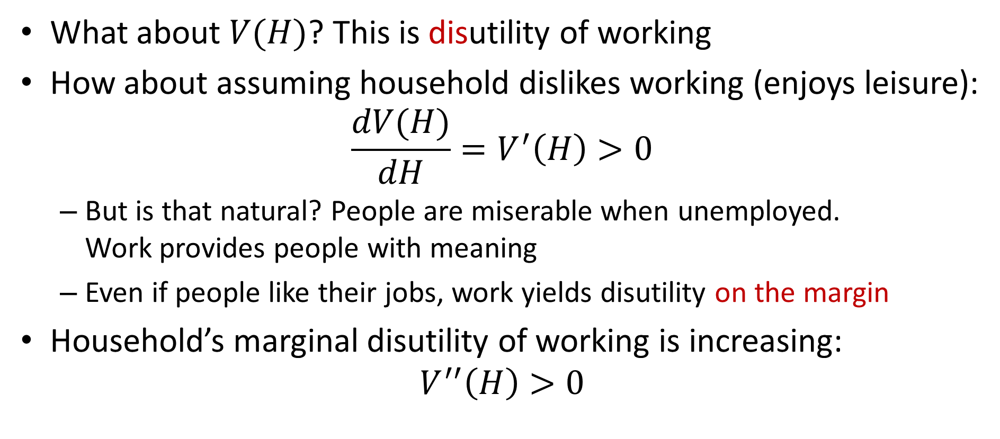 • What about V(H)? This is disutility of working
• How about assuming household dislikes working (enjoys leisure):
dV(H)/dH = V′(H) > 0
– But is that natural? People are miserable when unemployed.
Work provides people with meaning
– Even if people like their jobs, work yields disutility on the margin
• Household’s marginal disutility of working is increasing:
V′′(H) > 0